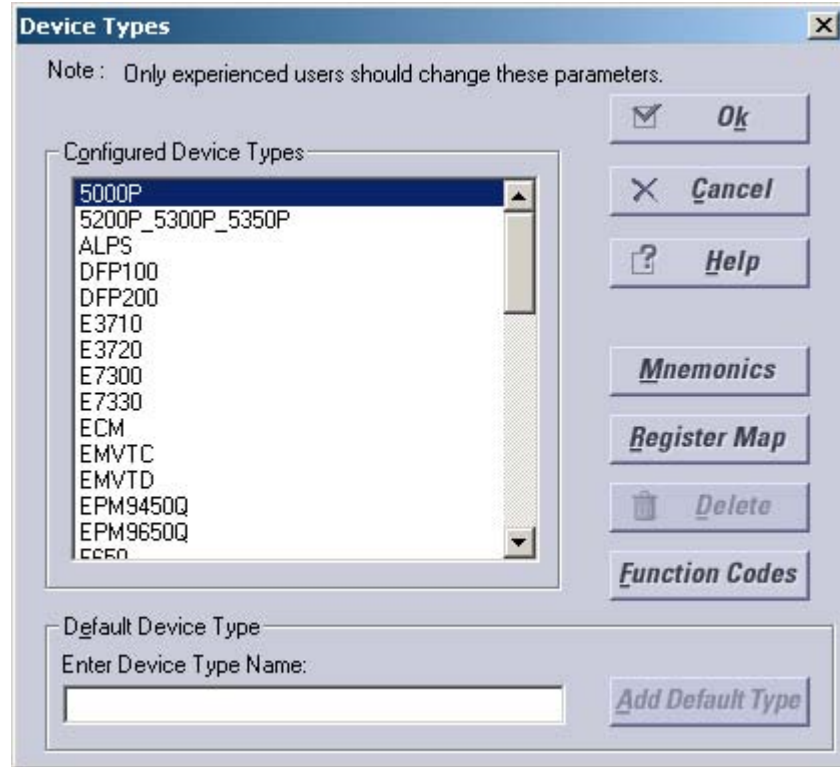 Device Types
Note : Only experienced users should change these parameters.
Ok
Configured Device Types
5000P
5200P_5300P_5350P
ALPS
DFP100
DFP200
E3710
E3720
E7300
E7330
ECM
EMVTC
EMVTD
EPM9450Q
EPM9650Q
Cancel
Help
Mnemonics
Register Map
Delete
Function Codes
Default Device Type
Enter Device Type Name:
Add Default Type